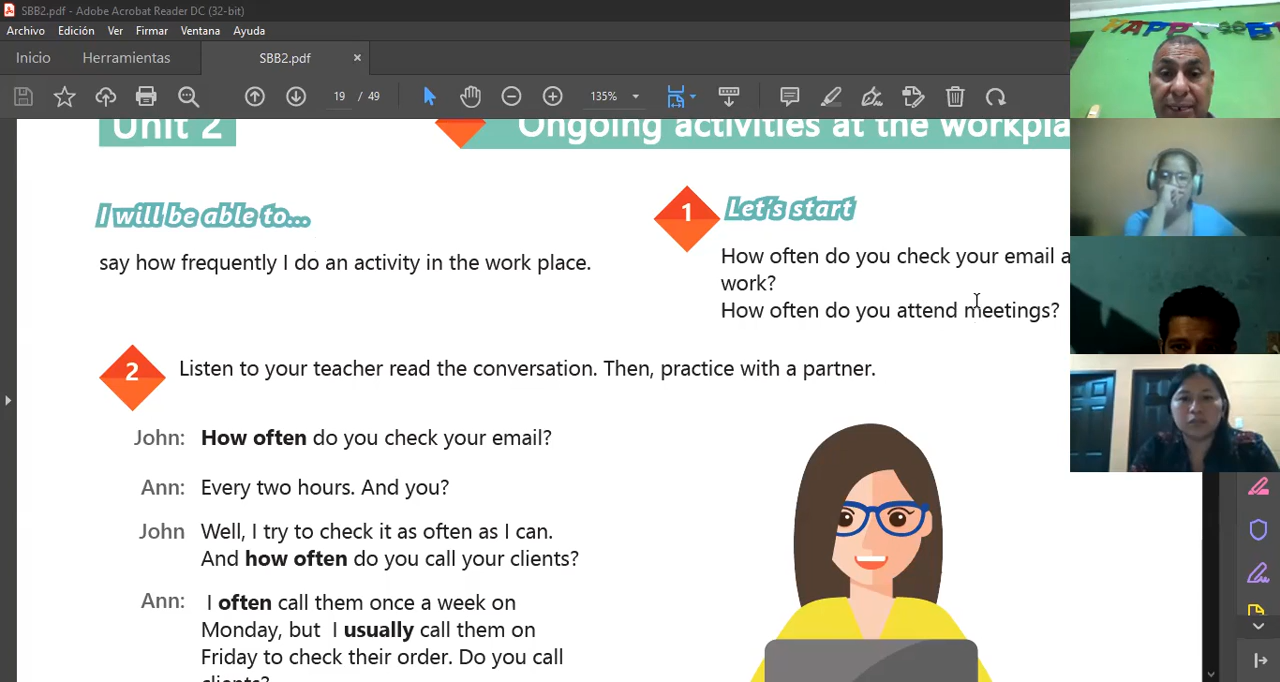 SBB2.pdf - Adobe Acrobat Reader DC (32-bit)
Archivo Edición Ver Firmar Ventana Ayuda
Inicio Herramientas SBB2.pdf ×
19 / 49 135%
Unit 2
Ongoing activities at the workpla
I will be able to...
say how frequently I do an activity in the work place.
1 Let's start
How often do you check your email a
work?
How often do you attend meetings?
2 Listen to your teacher read the conversation. Then, practice with a partner.
John: How often do you check your email?
Ann: Every two hours. And you?
John Well, I try to check it as often as I can.
And how often do you call your clients?
Ann: I often call them once a week on
Monday, but I usually call them on
Friday to check their order. Do you call
clients?
HAPPY